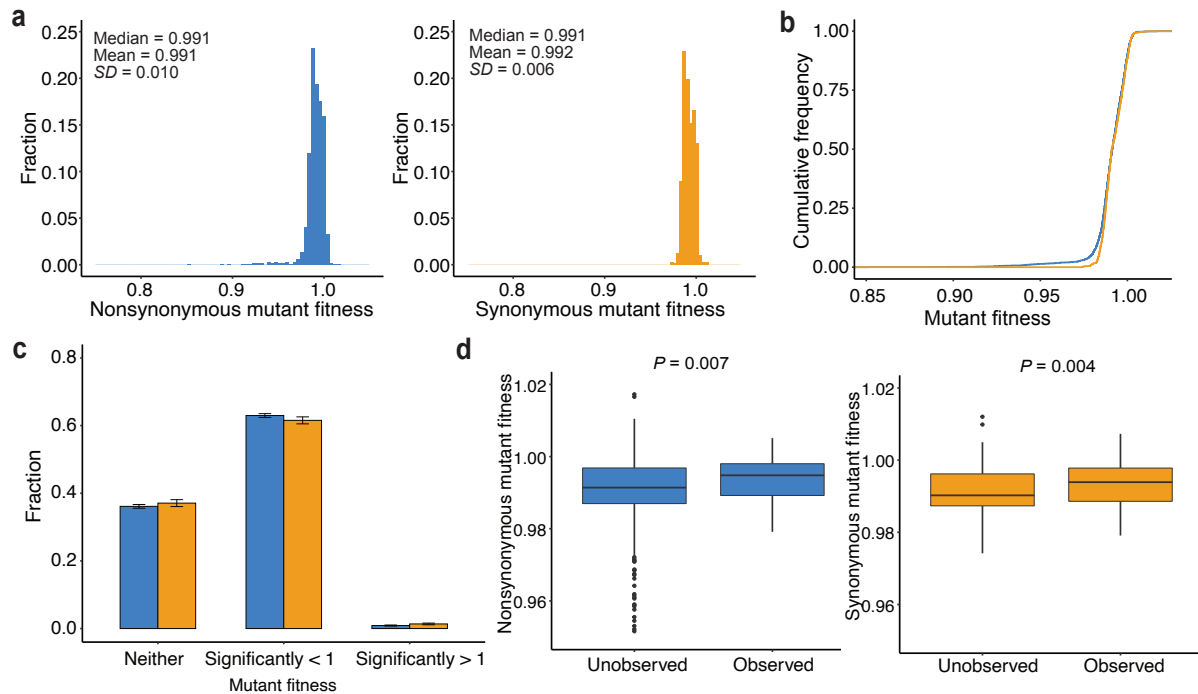 a
Median = 0.991
Mean = 0.991
SD = 0.010
Fraction
0.25
0.20
0.15
0.10
0.05
0.00
0.8 0.9 1.0
Nonsynonymous mutant fitness
Median = 0.991
Mean = 0.992
SD = 0.006
Fraction
0.25
0.20
0.15
0.10
0.05
0.00
0.8 0.9 1.0
Synonymous mutant fitness
b
Cumulative frequency
1.00
0.75
0.50
0.25
0.00
0.85 0.90 0.95 1.00
Mutant fitness
c
Fraction
0.8
0.6
0.4
0.2
0.0
Neither Significantly < 1 Significantly > 1
Mutant fitness
d
P = 0.007
Nonsynonymous mutant fitness
1.02
1.00
0.98
0.96
Unobserved Observed
P = 0.004
Synonymous mutant fitness
1.02
1.00
0.98
0.96
Unobserved Observed